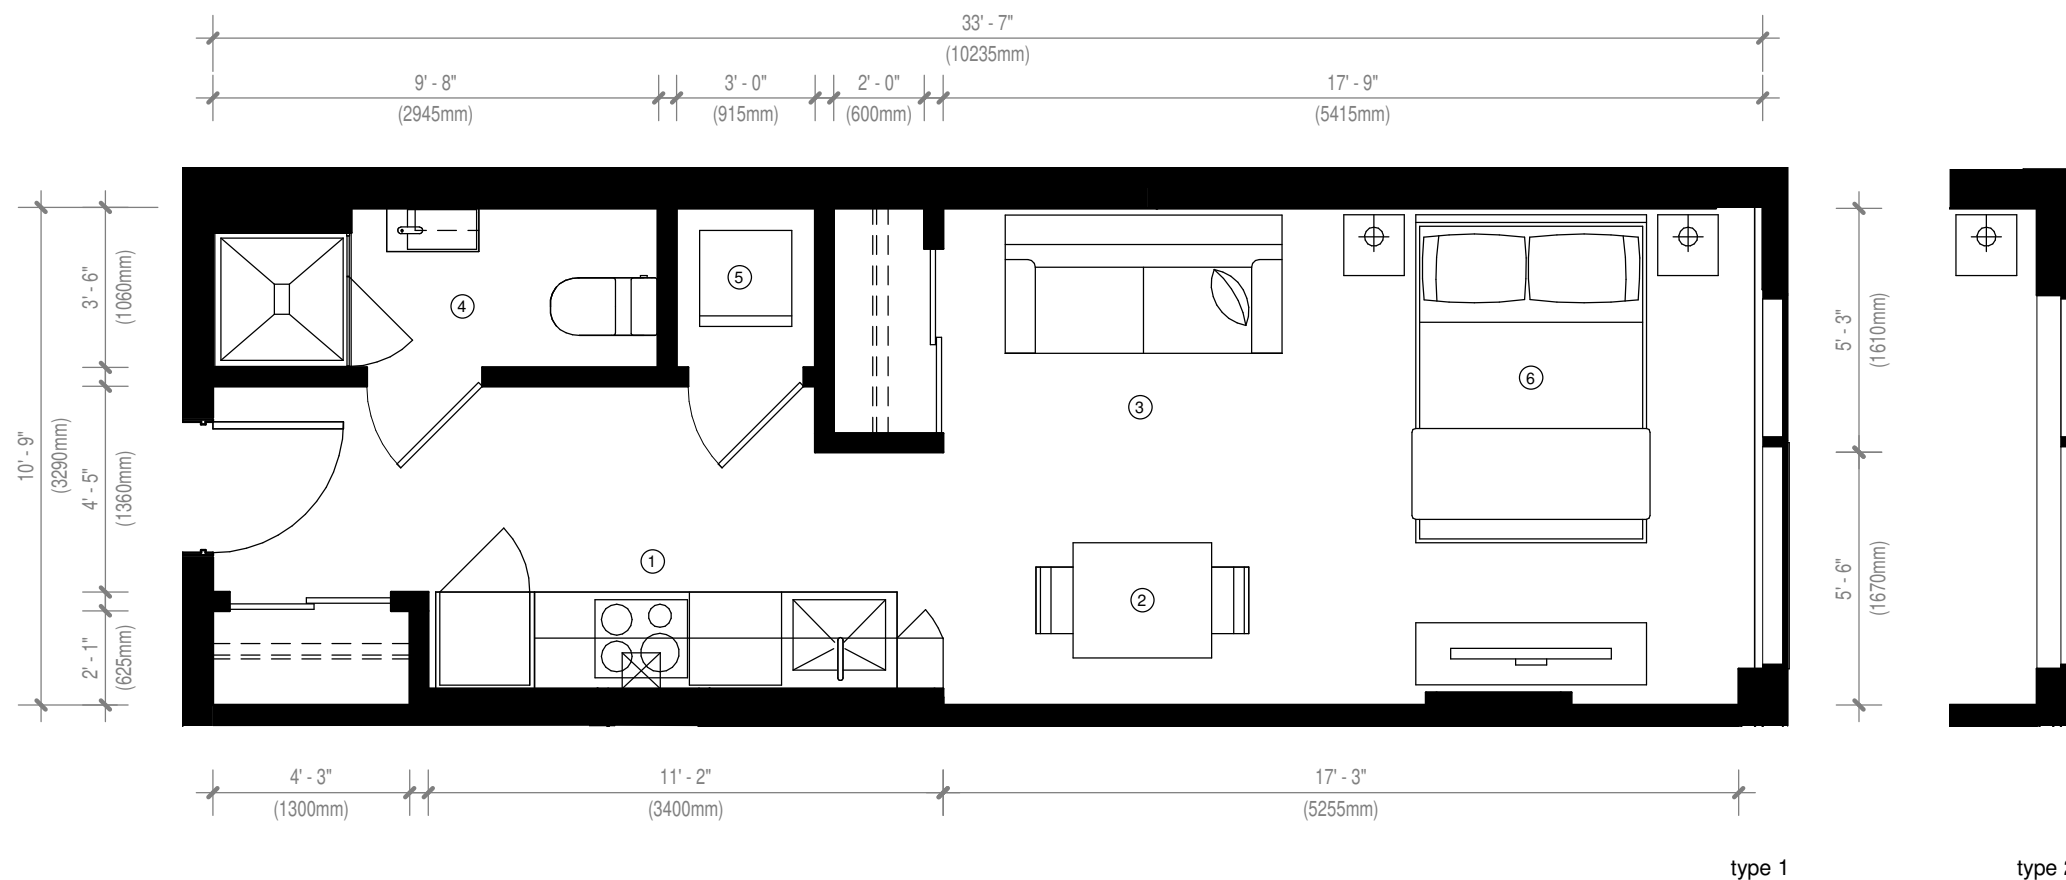 33' - 7"
(10235mm)
9' - 8"
3' - 0"
2' - 0"
17' - 9"
(2945mm)
(915mm)
(600mm)
(5415mm)
10' - 9"
(3290mm)
3' - 6"
(1060mm)
4' - 5"
(1360mm)
2' - 1"
(625mm)
4
5
3
6
1
2
5' - 3"
(1610mm)
5' - 6"
(1670mm)
4' - 3"
11' - 2"
17' - 3"
(1300mm)
(3400mm)
(5255mm)
type 1
type